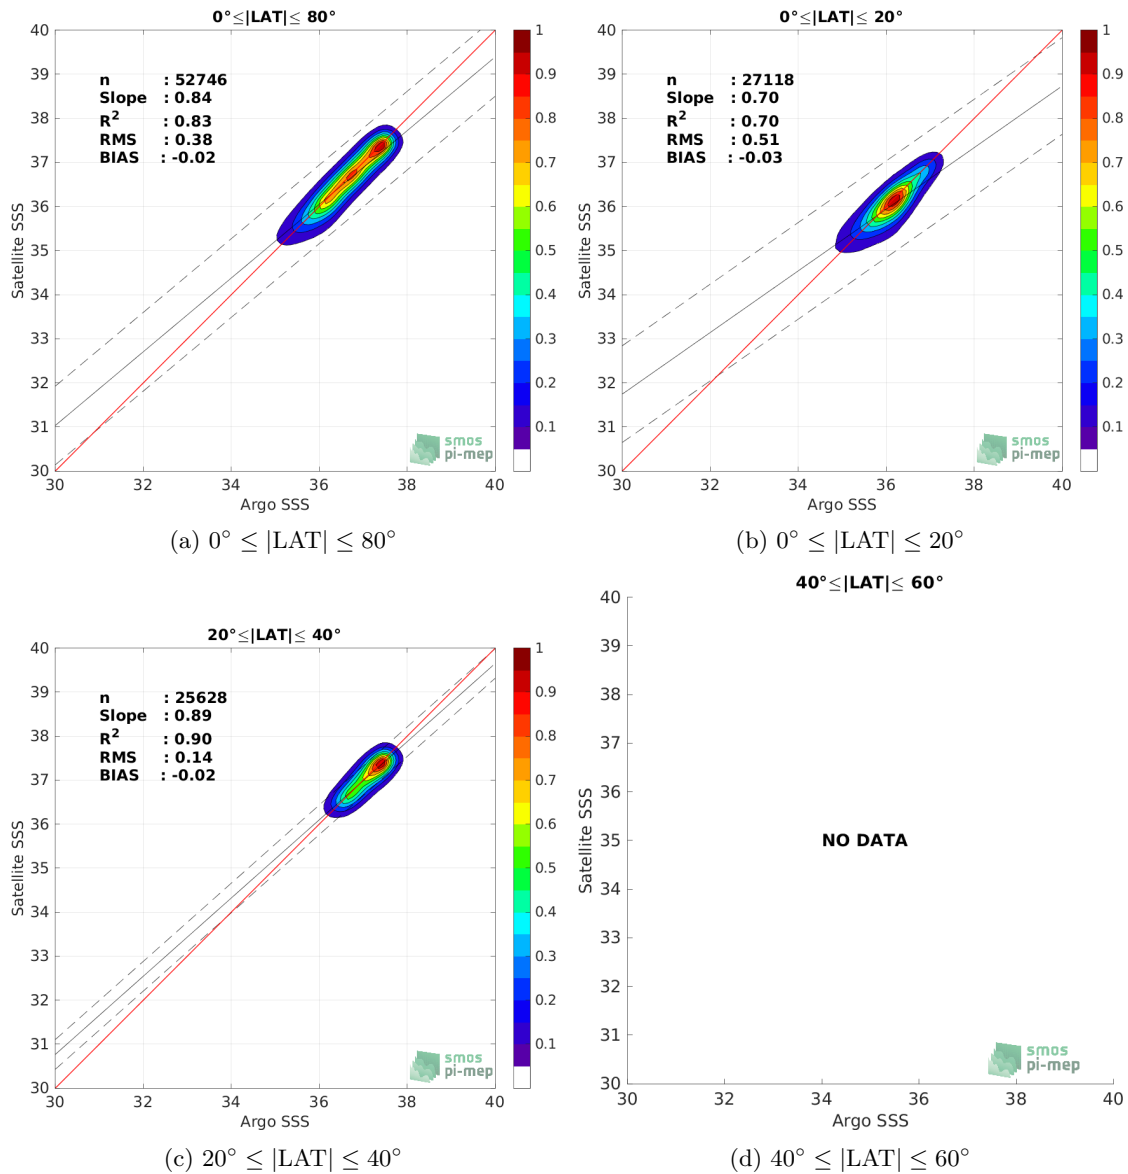 0°≤|LAT|≤ 80°
40
39
38
37
36
35
34
33
32
31
30
Satellite SSS
n : 52746
Slope : 0.84
R² : 0.83
RMS : 0.38
BIAS : -0.02
smos
pi-mep
30 32 34 36 38 40
Argo SSS
1
0.9
0.8
0.7
0.6
0.5
0.4
0.3
0.2
0.1
(a) 0° ≤ |LAT| ≤ 80°
0°≤|LAT|≤ 20°
40
39
38
37
36
35
34
33
32
31
30
Satellite SSS
n : 27118
Slope : 0.70
R² : 0.70
RMS : 0.51
BIAS : -0.03
smos
pi-mep
30 32 34 36 38 40
Argo SSS
1
0.9
0.8
0.7
0.6
0.5
0.4
0.3
0.2
0.1
(b) 0° ≤ |LAT| ≤ 20°
20°≤|LAT|≤ 40°
40
39
38
37
36
35
34
33
32
31
30
Satellite SSS
n : 25628
Slope : 0.89
R² : 0.90
RMS : 0.14
BIAS : -0.02
smos
pi-mep
30 32 34 36 38 40
Argo SSS
1
0.9
0.8
0.7
0.6
0.5
0.4
0.3
0.2
0.1
(c) 20° ≤ |LAT| ≤ 40°
40°≤|LAT|≤ 60°
40
39
38
37
36
35
34
33
32
31
30
Satellite SSS
NO DATA
smos
pi-mep
30 32 34 36 38 40
Argo SSS
(d) 40° ≤ |LAT| ≤ 60°